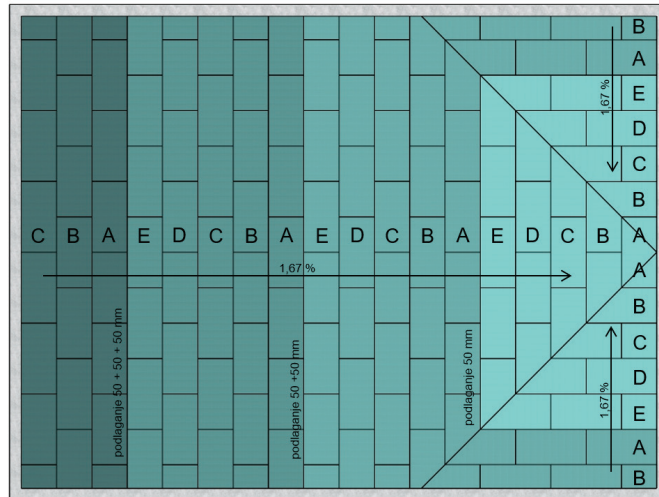 B
A
E
D
C
B
A
A
B
C
D
E
A
B
1,67 %
C B A E D C B A E D C B A E D C B
1,67 %
podlaganje 50 + 50 + 50 mm
podlaganje 50 +50 mm
podlaganje 50 mm
1,67 %